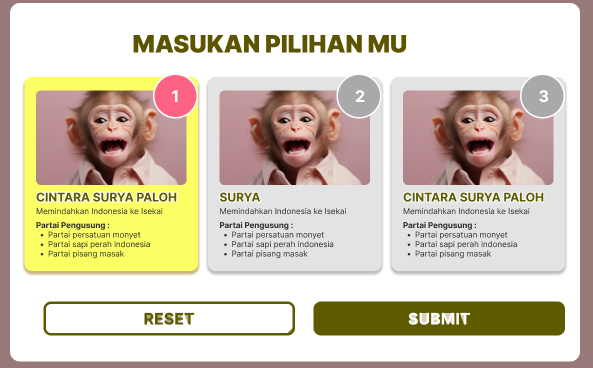 MASUKAN PILIHAN MU
1
CINTARA SURYA PALOH
Memindahkan Indonesia ke Isekai
Partai Pengusung :
• Partai persatuan monyet
• Partai sapi perah indonesia
• Partai pisang masak
2
SURYA
Memindahkan Indonesia ke Isekai
Partai Pengusung :
• Partai persatuan monyet
• Partai sapi perah indonesia
• Partai pisang masak
3
CINTARA SURYA PALOH
Memindahkan Indonesia ke Isekai
Partai Pengusung :
• Partai persatuan monyet
• Partai sapi perah indonesia
• Partai pisang masak
RESET
SUBMIT